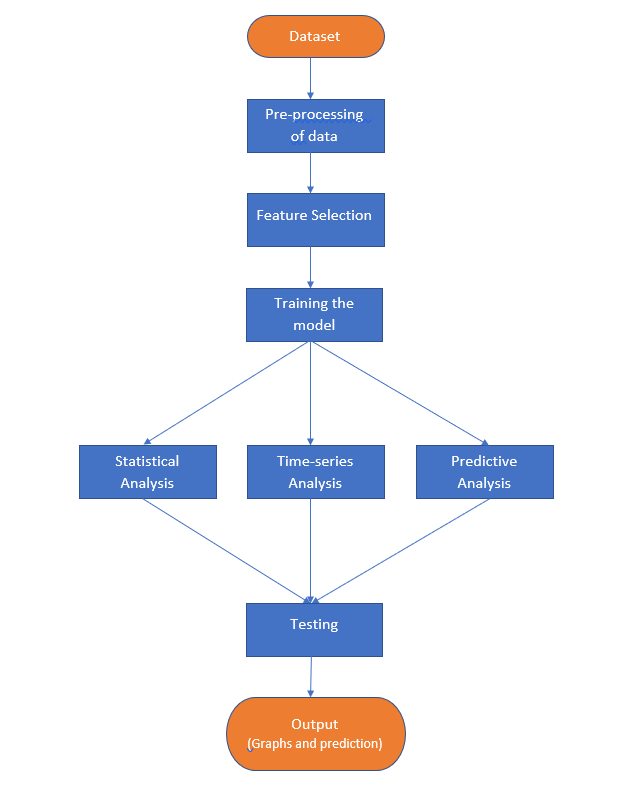 Dataset
Pre-processing
of data
Feature Selection
Training the
model
Statistical
Analysis
Time-series
Analysis
Predictive
Analysis
Testing
Output
(Graphs and prediction)